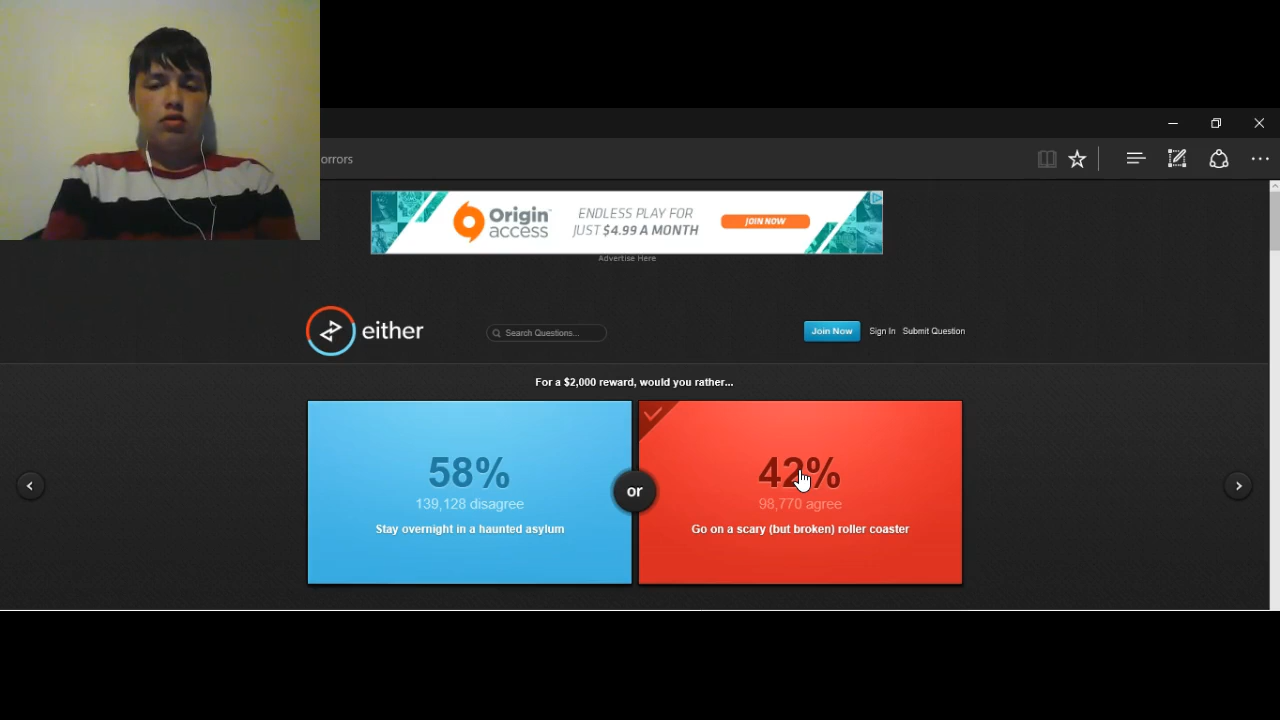 orrors
Origin access
ENDLESS PLAY FOR
JUST $4.99 A MONTH
JOIN NOW
Advertise Here
either
Search Questions...
Join Now
Sign In
Submit Question
For a $2,000 reward, would you rather...
58%
139,128 disagree
Stay overnight in a haunted asylum
or
42%
98,770 agree
Go on a scary (but broken) roller coaster